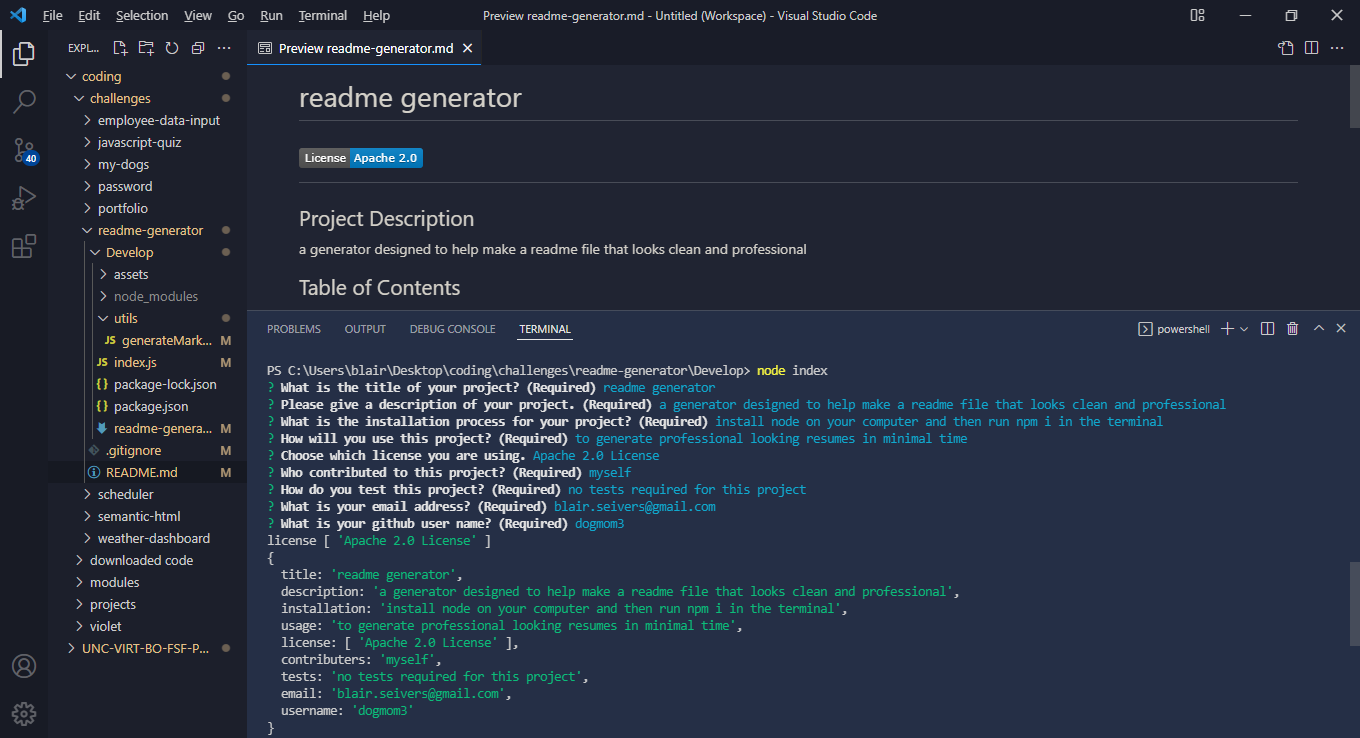 File Edit Selection View Go Run Terminal Help Preview readme-generator.md - Untitled (Workspace) - Visual Studio Code
EXPL...
Preview readme-generator.md
coding
challenges
employee-data-input
javascript-quiz
my-dogs
password
portfolio
readme-generator
Develop
assets
node_modules
utils
JS generateMark... M
JS index.js M
{} package-lock.json
{} package.json
readme-genera... M
.gitignore M
README.md M
scheduler
semantic-html
weather-dashboard
downloaded code
modules
projects
violet
UNC-VIRT-BO-FSF-P...
40
readme generator
License Apache 2.0
Project Description
a generator designed to help make a readme file that looks clean and professional
Table of Contents
PROBLEMS OUTPUT DEBUG CONSOLE TERMINAL powershell
PS C:\Users\blair\Desktop\coding\challenges\readme-generator\Develop> node index
? What is the title of your project? (Required) readme generator
? Please give a description of your project. (Required) a generator designed to help make a readme file that looks clean and professional
? What is the installation process for your project? (Required) install node on your computer and then run npm i in the terminal
? How will you use this project? (Required) to generate professional looking resumes in minimal time
? Choose which license you are using. Apache 2.0 License
? Who contributed to this project? (Required) myself
? How do you test this project? (Required) no tests required for this project
? What is your email address? (Required) blair.seivers@gmail.com
? What is your github user name? (Required) dogmom3
license [ 'Apache 2.0 License' ]
{
title: 'readme generator',
description: 'a generator designed to help make a readme file that looks clean and professional',
installation: 'install node on your computer and then run npm i in the terminal',
usage: 'to generate professional looking resumes in minimal time',
license: [ 'Apache 2.0 License' ],
contributers: 'myself',
tests: 'no tests required for this project',
email: 'blair.seivers@gmail.com',
username: 'dogmom3'
}